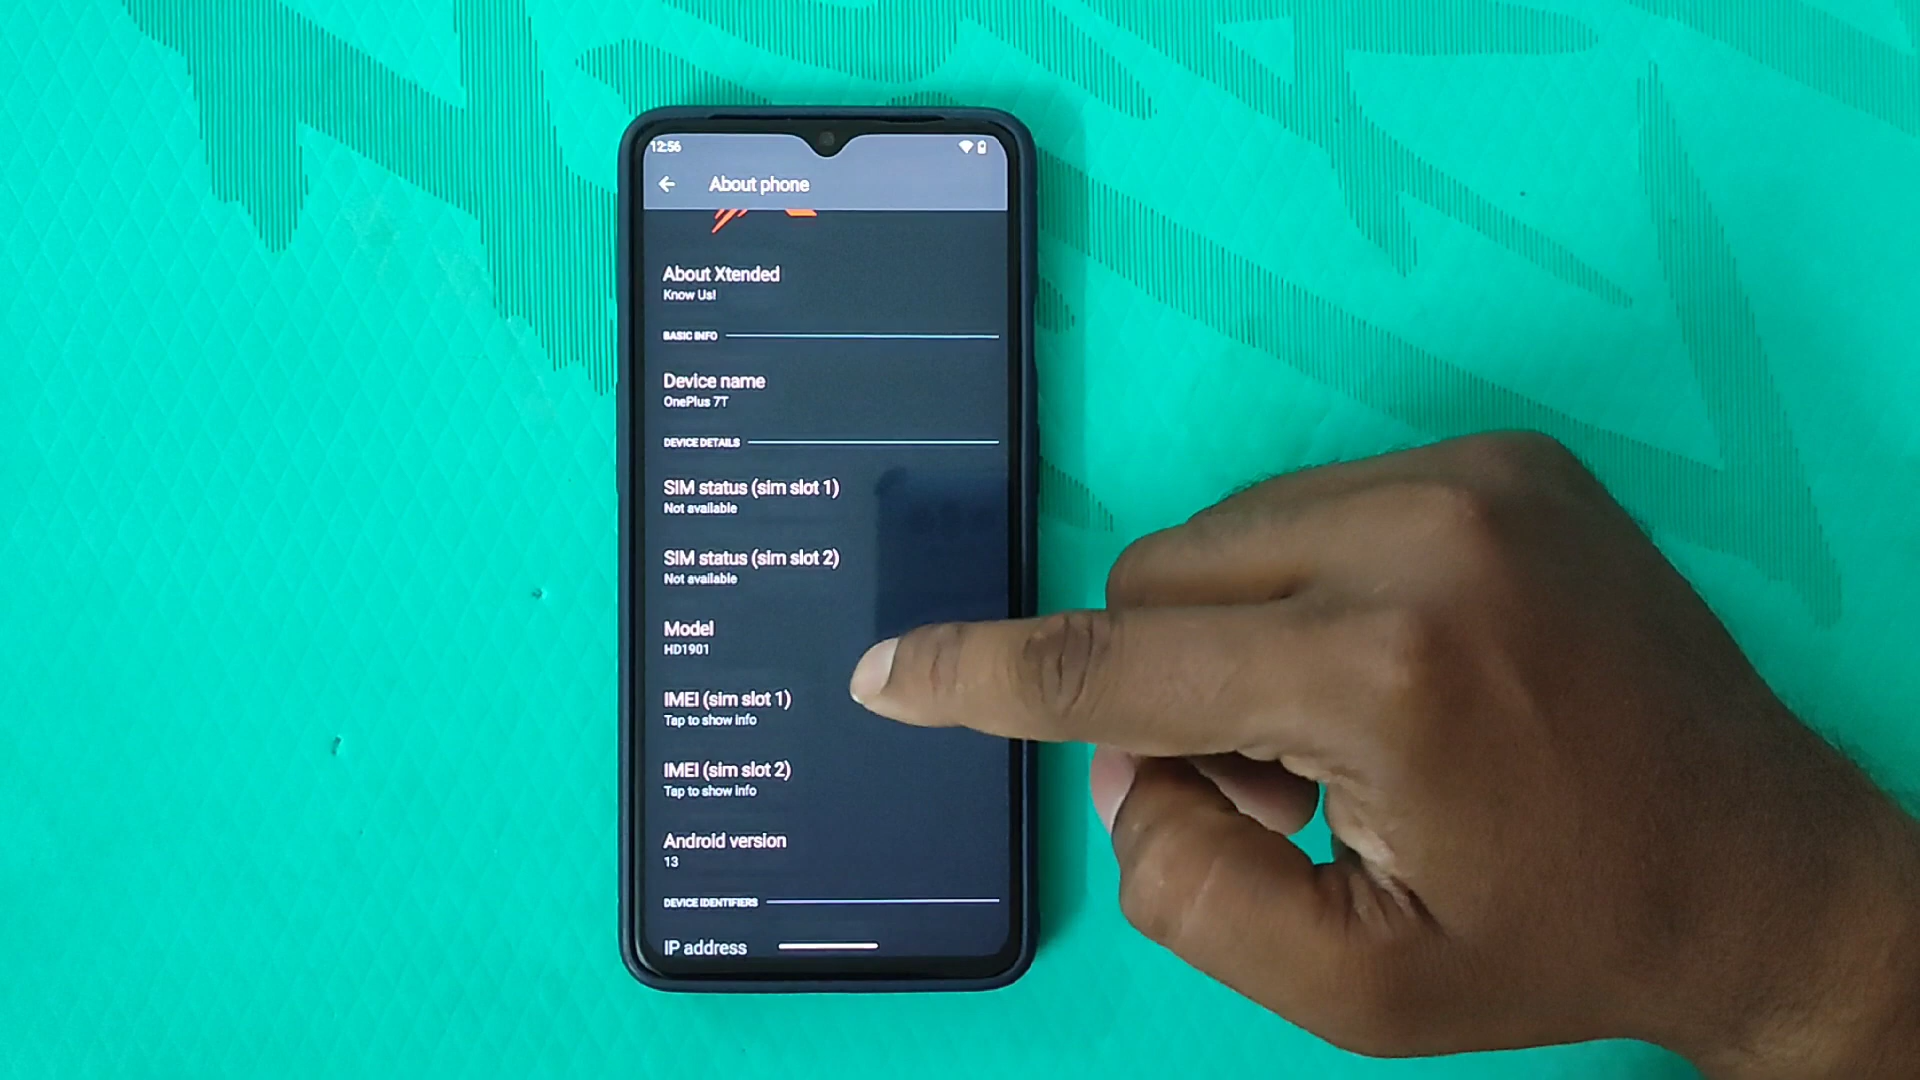 12:56
About phone
About Xtended
Know Us!
BASIC INFO
Device name
OnePlus 7T
DEVICE DETAILS
SIM status (sim slot 1)
Not available
SIM status (sim slot 2)
Not available
Model
HD1901
IMEI (sim slot 1)
Tap to show info
IMEI (sim slot 2)
Tap to show info
Android version
13
DEVICE IDENTIFIERS
IP address